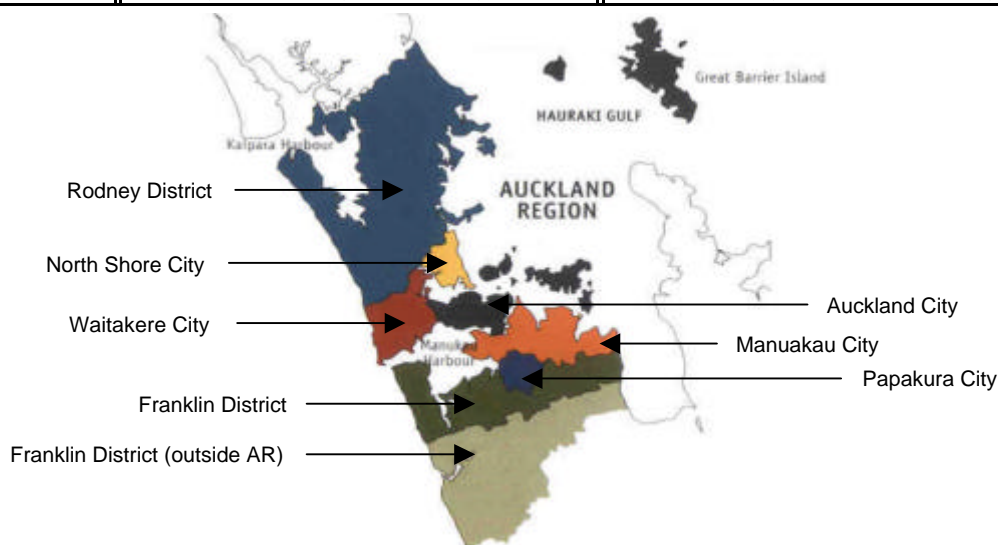 Great Barrier Island
HAURAKI GULF
Kaipara Harbour
Rodney District
AUCKLAND
REGION
North Shore City
Auckland City
Waitakere City
Manuakau City
Manukau
Harbour
Papakura City
Franklin District
Franklin District (outside AR)